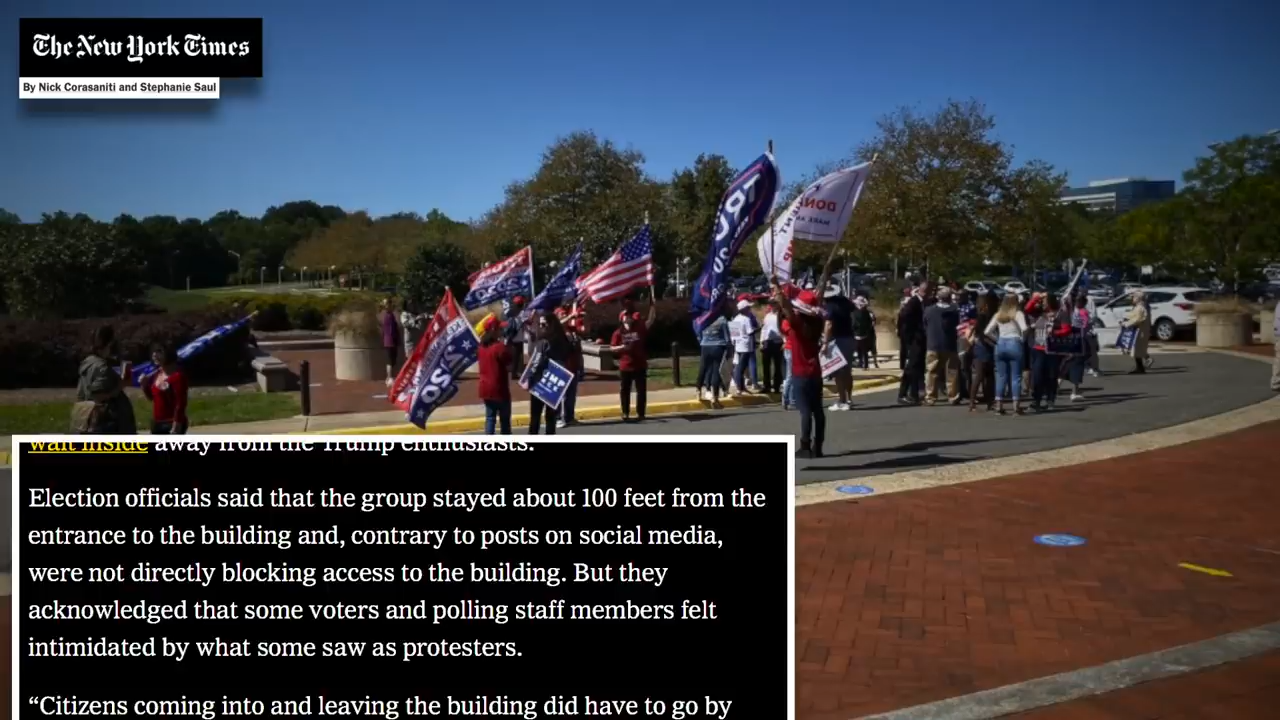 The New York Times
By Nick Corasaniti and Stephanie Saul
DON
MAKE A
wait inside away from the Trump enthusiasts.
Election officials said that the group stayed about 100 feet from the
entrance to the building and, contrary to posts on social media,
were not directly blocking access to the building. But they
acknowledged that some voters and polling staff members felt
intimidated by what some saw as protesters.
“Citizens coming into and leaving the building did have to go by